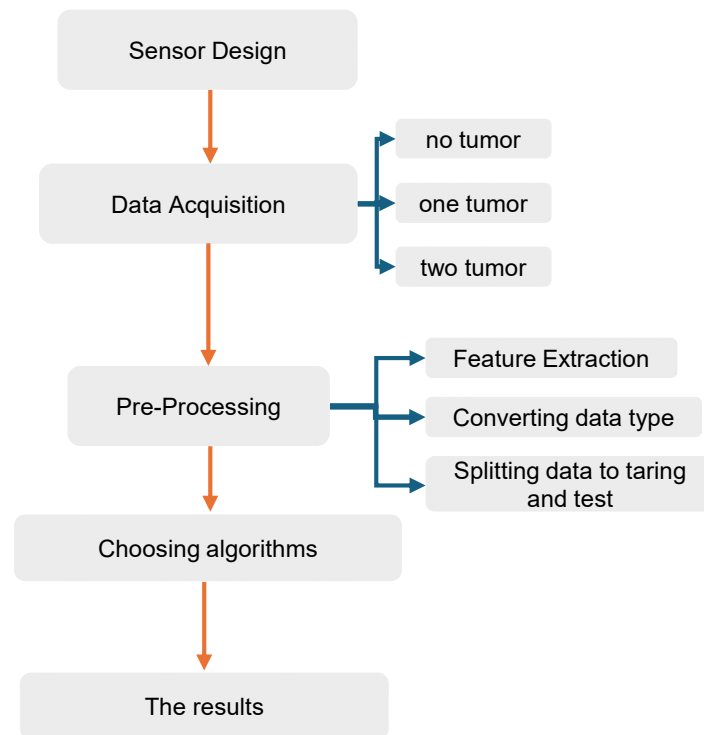 Sensor Design
Data Acquisition
no tumor
one tumor
two tumor
Pre-Processing
Feature Extraction
Converting data type
Splitting data to taring
and test
Choosing algorithms
The results